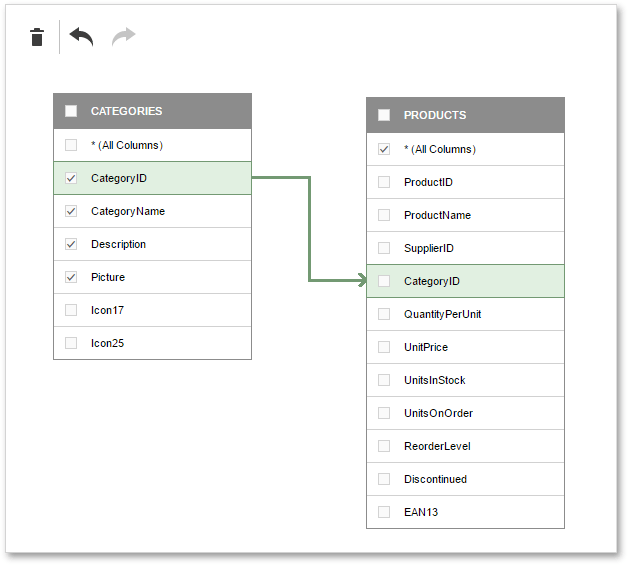 CATEGORIES
* (All Columns)
CategoryID
CategoryName
Description
Picture
Icon17
Icon25
PRODUCTS
* (All Columns)
ProductID
ProductName
SupplierID
CategoryID
QuantityPerUnit
UnitPrice
UnitsInStock
UnitsOnOrder
ReorderLevel
Discontinued
EAN13